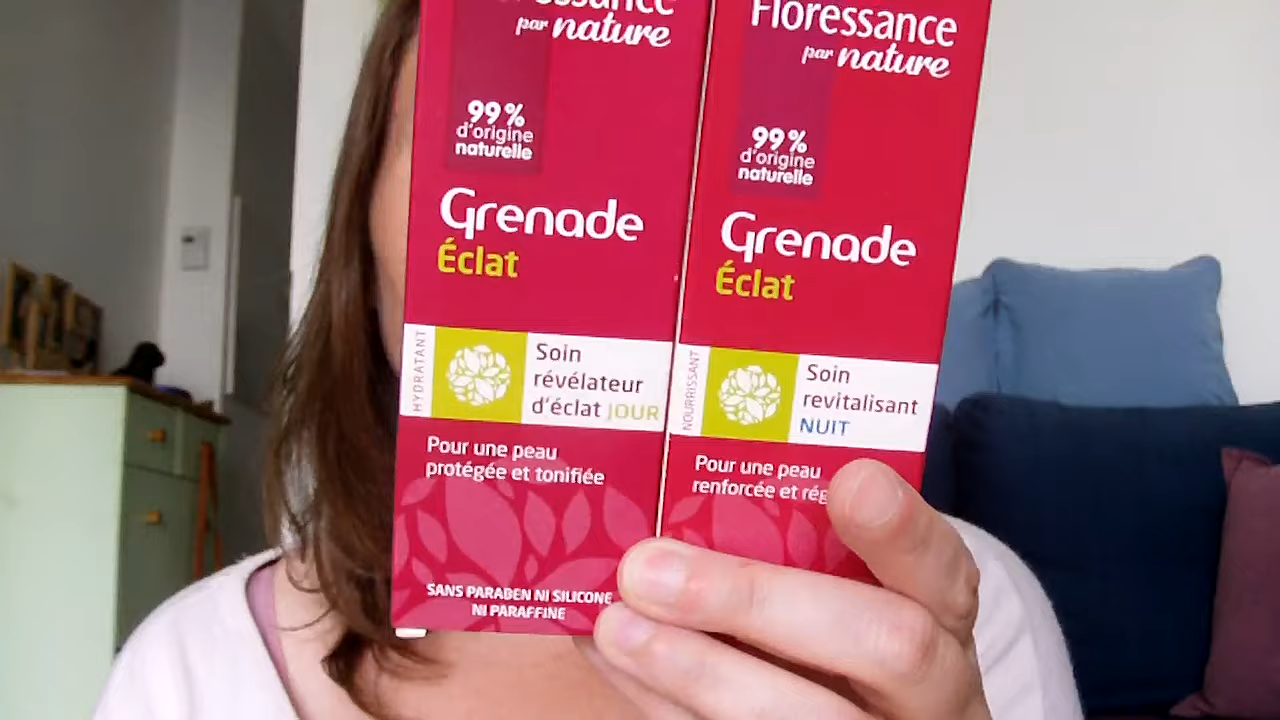 par nature
99%
d'origine
naturelle
Grenade
Éclat
HYDRATANT
Soin
révélateur
d'éclat JOUR
Pour une peau
protégée et tonifiée
SANS PARABEN NI SILICONE
NI PARAFFINE
Floressance
par nature
99%
d'origine
naturelle
Grenade
Éclat
NOURRISSANT
Soin
revitalisant
NUIT
Pour une peau
renforcée et